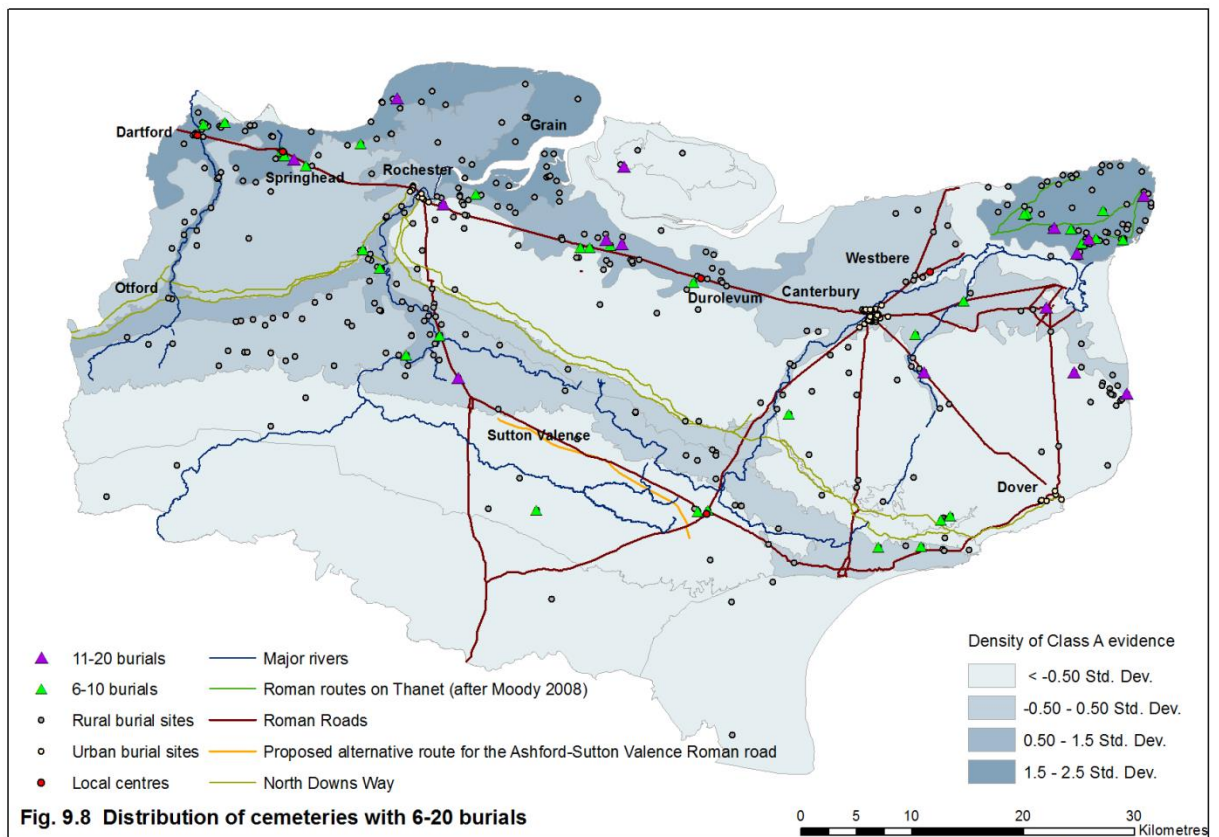 Grain
Dartford
Springhead
Rochester
Otford
Durolevum
Westbere
Canterbury
Sutton Valence
Dover
11-20 burials
6-10 burials
Rural burial sites
Urban burial sites
Local centres
Major rivers
Roman routes on Thanet (after Moody 2008)
Roman Roads
Proposed alternative route for the Ashford-Sutton Valence Roman road
North Downs Way
Density of Class A evidence
< -0.50 Std. Dev.
-0.50 - 0.50 Std. Dev.
0.50 - 1.5 Std. Dev.
1.5 - 2.5 Std. Dev.
Fig. 9.8 Distribution of cemeteries with 6-20 burials
0 5 10 20 30
Kilometres